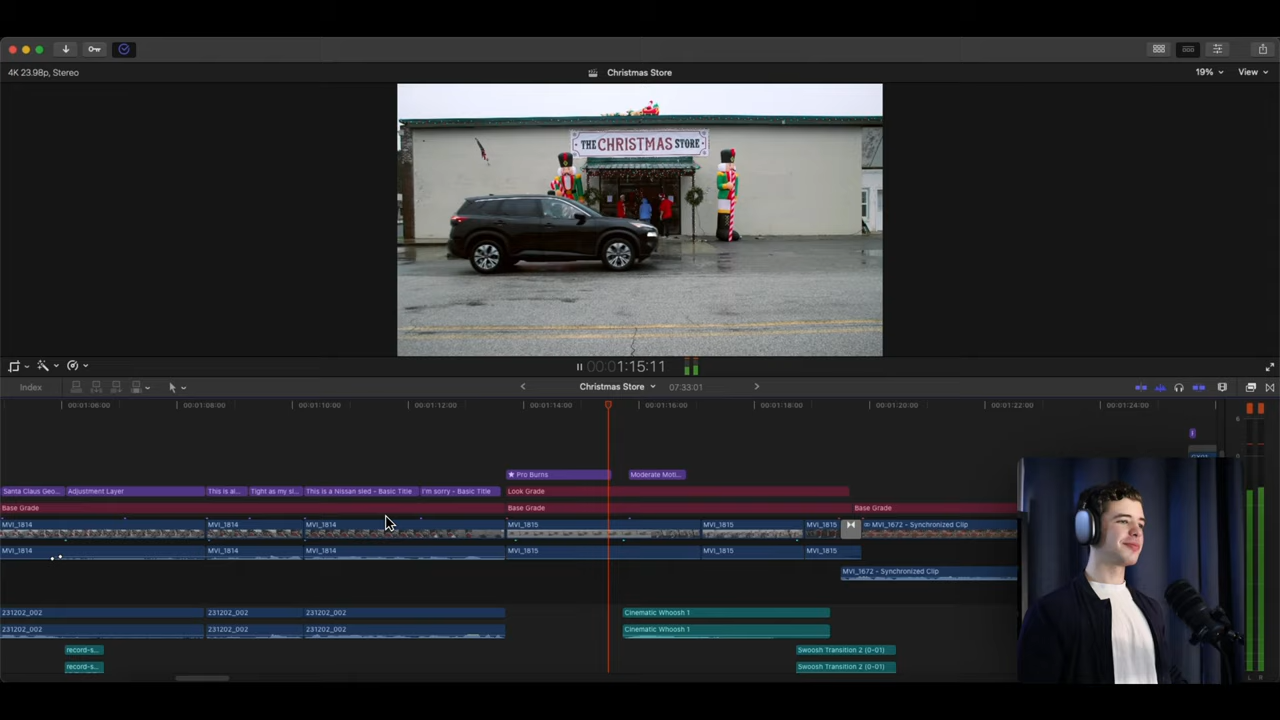 4K 23.98p, Stereo
Christmas Store
19%
View
THE CHRISTMAS STORE
00:00:1:15:11
Index
Christmas Store
07:33:01
00:01:06:00
00:01:08:00
00:01:10:00
00:01:12:00
00:01:14:00
00:01:16:00
00:01:18:00
00:01:20:00
00:01:22:00
00:01:24:00
6
Pro Burns
Moderate Moti...
Santa Claus Geo...
Adjustment Layer
This is al...
Tight as my sl...
This is a Nissan sled - Basic Title
I'm sorry - Basic Title
Look Grade
Base Grade
Base Grade
Base Grade
MVI_1814
MVI_1814
MVI_1814
MVI_1815
MVI_1815
MVI_1815
MVI_1672 - Synchronized Clip
MVI_1814
MVI_1814
MVI_1814
MVI_1815
MVI_1815
MVI_1815
MVI_1672 - Synchronized Clip
231202_002
231202_002
231202_002
Cinematic Whoosh 1
231202_002
231202_002
231202_002
Cinematic Whoosh 1
record-s...
Swoosh Transition 2 (0-01)
record-s...
Swoosh Transition 2 (0-01)
L
R